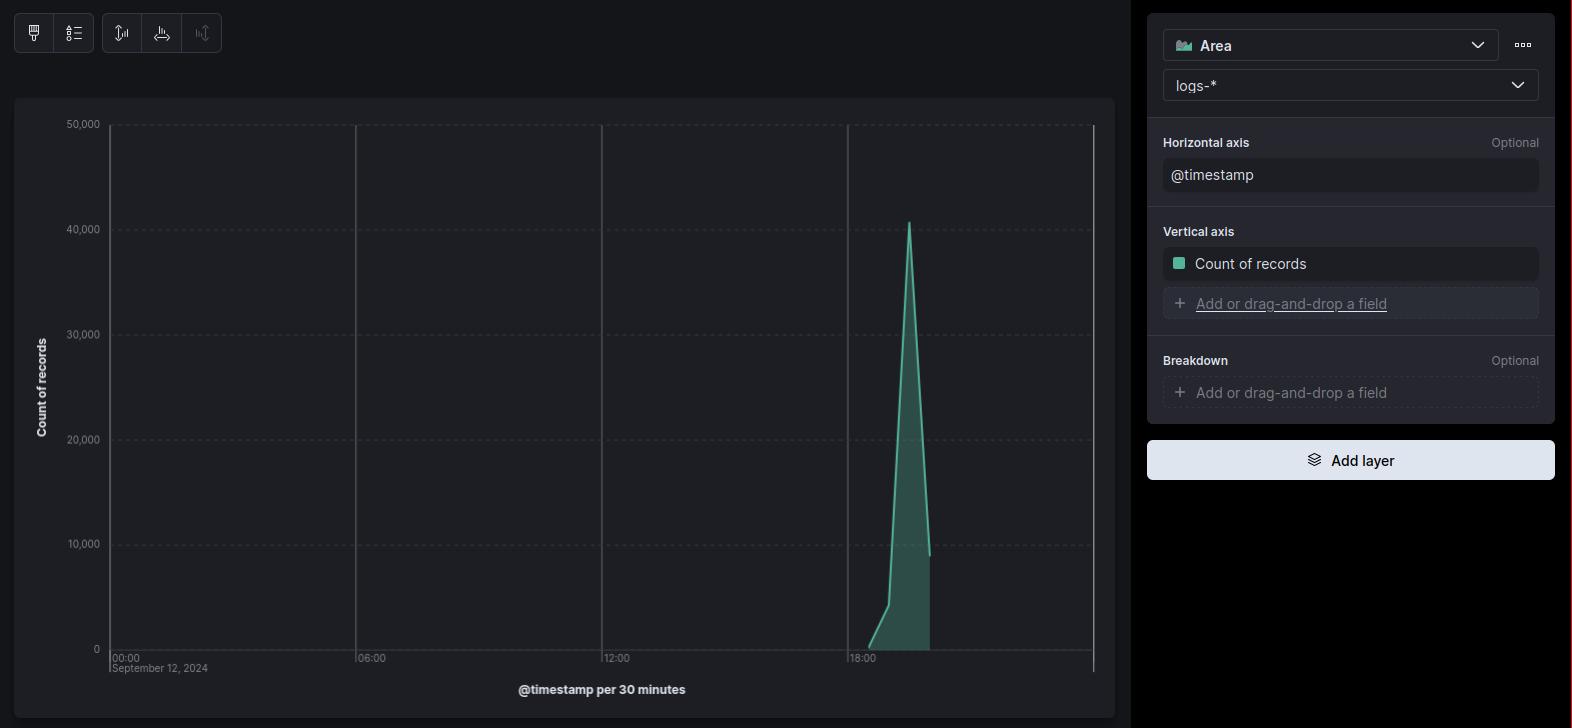 Area
logs-*
50,000
40,000
30,000
20,000
10,000
0
Count of records
00:00
06:00
12:00
18:00
September 12, 2024
@timestamp per 30 minutes
Horizontal axis Optional
@timestamp
Vertical axis
Count of records
Add or drag-and-drop a field
Breakdown Optional
Add or drag-and-drop a field
Add layer